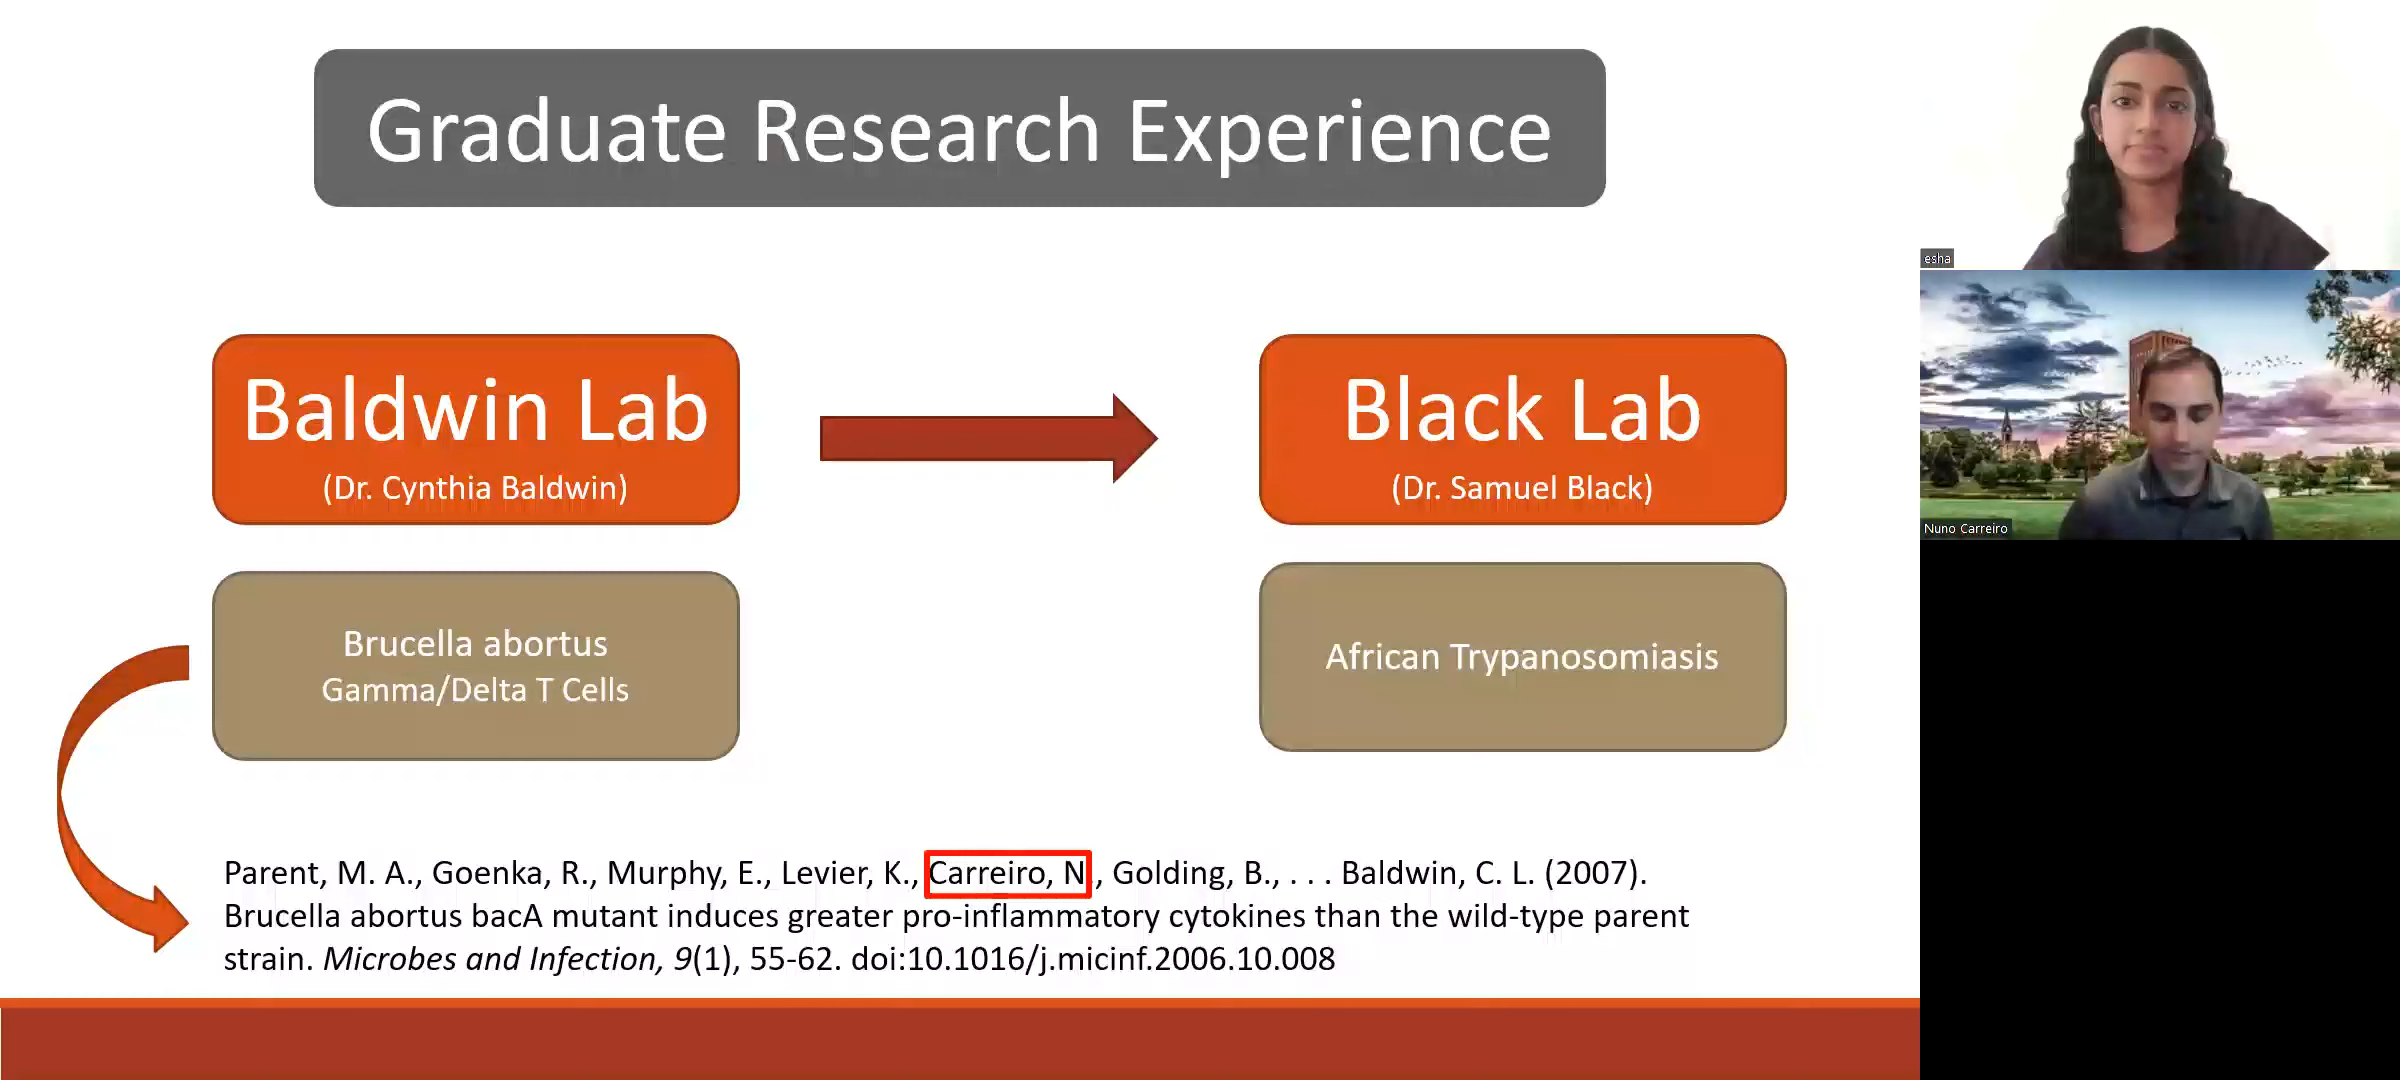 Graduate Research Experience
Baldwin Lab
(Dr. Cynthia Baldwin)
Black Lab
(Dr. Samuel Black)
Brucella abortus
Gamma/Delta T Cells
African Trypanosomiasis
Parent, M. A., Goenka, R., Murphy, E., Levier, K., Carreiro, N., Golding, B., . . . Baldwin, C. L. (2007).
Brucella abortus bacA mutant induces greater pro-inflammatory cytokines than the wild-type parent
strain. Microbes and Infection, 9(1), 55-62. doi:10.1016/j.micinf.2006.10.008
esha
Nuno Carreiro